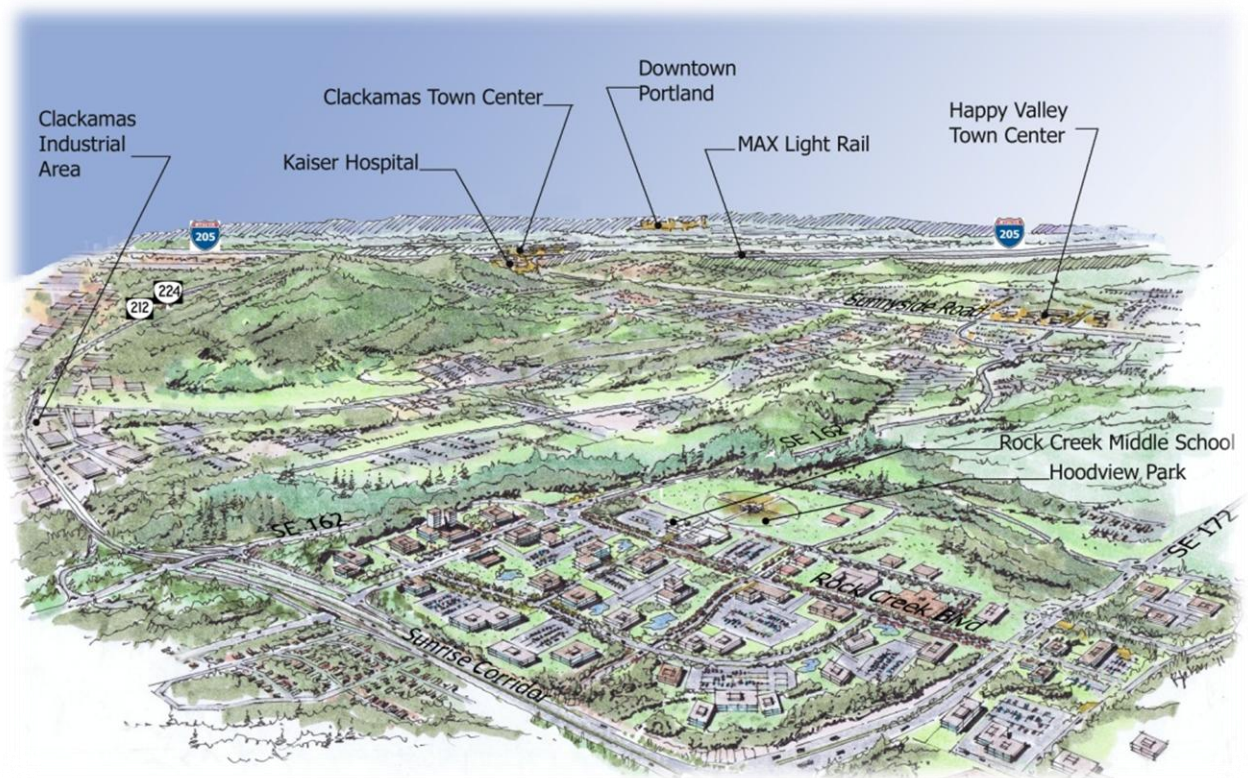 Downtown
Portland
Clackamas Town Center
Happy Valley
Town Center
Clackamas
Industrial
Area
MAX Light Rail
Kaiser Hospital
205
205
224
212
Sunnyside Road
SE 162
Rock Creek Middle School
Hoodview Park
SE 162
SE 172
Rock Creek Blvd
Sunrise Corridor